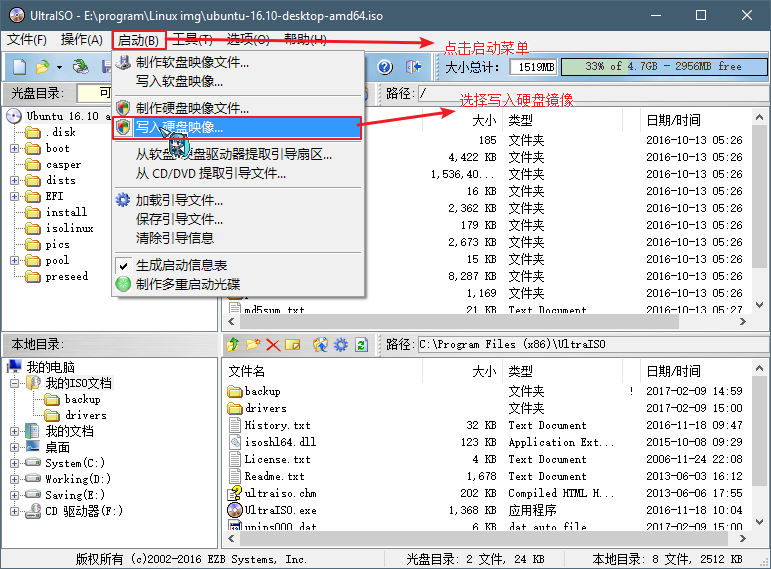 UltraISO - E:\program\Linux img\ubuntu-16.10-desktop-amd64.iso
文件(F) 操作(A) 启动(B) 工具(T) 选项(O) 帮助(H)
点击启动菜单
大小总计: 1519MB 33% of 4.7GB - 2956MB free
光盘目录: 可 路径: /
选择写入硬盘镜像
制作软盘映像文件...
写入软盘映像...
制作硬盘映像文件...
写入硬盘映像...
从软盘/硬盘驱动器提取引导扇区...
从 CD/DVD 提取引导文件...
加载引导文件...
保存引导文件...
清除引导信息
生成启动信息表
制作多重启动光碟
Ubuntu 16.10 a
.disk
boot
casper
dists
EFI
install
isolinux
pics
pool
preseed
大小 类型 日期/时间
185 文件夹 2016-10-13 05:26
4,422 KB 文件夹 2016-10-13 05:26
1,536,40... 文件夹 2016-10-13 05:26
16 KB 文件夹 2016-10-13 05:26
2,362 KB 文件夹 2016-10-13 05:26
179 KB 文件夹 2016-10-13 05:26
2,673 文件夹 2016-10-13 05:26
15 KB 文件夹 2016-10-13 05:26
8,287 KB 文件夹 2016-10-13 05:26
1,169 文件夹 2016-10-13 05:26
md5sum.txt 21 KB Text Document 2016-10-13 05:26
本地目录: 路径: C:\Program Files (x86)\UltraISO
我的电脑
我的ISO文档
backup
drivers
我的文档
桌面
System(C:)
Working(D:)
Saving(E:)
CD 驱动器(F:)
文件名 大小 类型 日期/时间
backup 文件夹 ! 2017-02-09 14:59
drivers 文件夹 2017-02-09 15:00
History.txt 32 KB Text Document 2016-11-18 09:47
isoshl64.dll 123 KB Application Ext... 2015-10-08 09:29
License.txt 4 KB Text Document 2006-11-24 22:08
Readme.txt 1,678 Text Document 2013-06-03 16:12
ultraiso.chm 202 KB Compiled HTML H... 2013-06-06 17:55
UltraISO.exe 1,368 KB 应用程序 2016-11-18 10:04
unins000.dat 6 KB dat_auto_file 2017-02-09 15:00
版权所有 (c)2002-2016 EZB Systems, Inc. 光盘目录: 2 文件, 24 KB 本地目录: 8 文件, 2512 KB